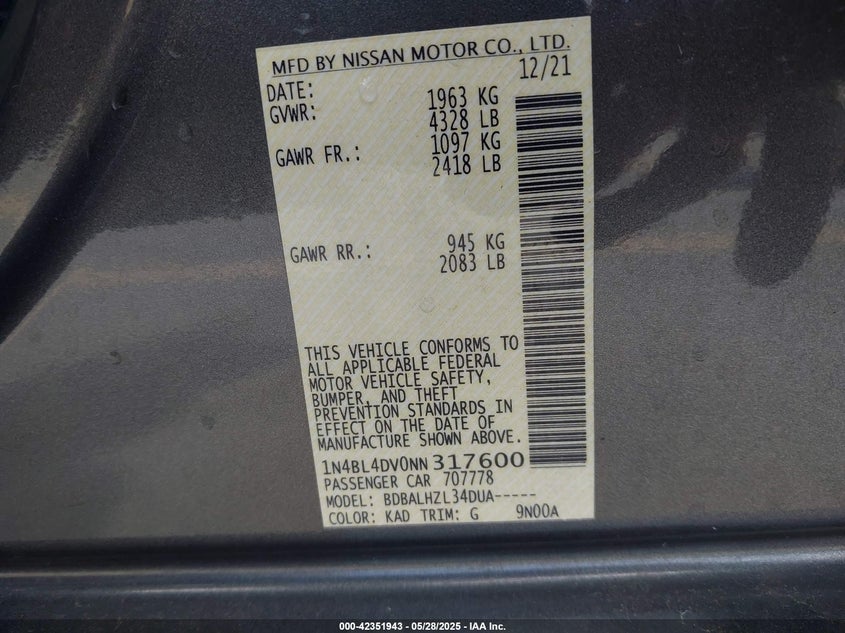 MFD BY NISSAN MOTOR CO., LTD.
DATE: 12/21
GVWR: 1963 KG
4328 LB
GAWR FR.: 1097 KG
2418 LB
GAWR RR.: 945 KG
2083 LB
THIS VEHICLE CONFORMS TO
ALL APPLICABLE FEDERAL
MOTOR VEHICLE SAFETY,
BUMPER, AND THEFT
PREVENTION STANDARDS IN
EFFECT ON THE DATE OF
MANUFACTURE SHOWN ABOVE.
1N4BL4DV0NN317600
PASSENGER CAR 707778
MODEL: BDBALHZL34DUA-----
COLOR: KAD TRIM: G 9N00A
000-42351943 — 05/28/2025 - IAA Inc.